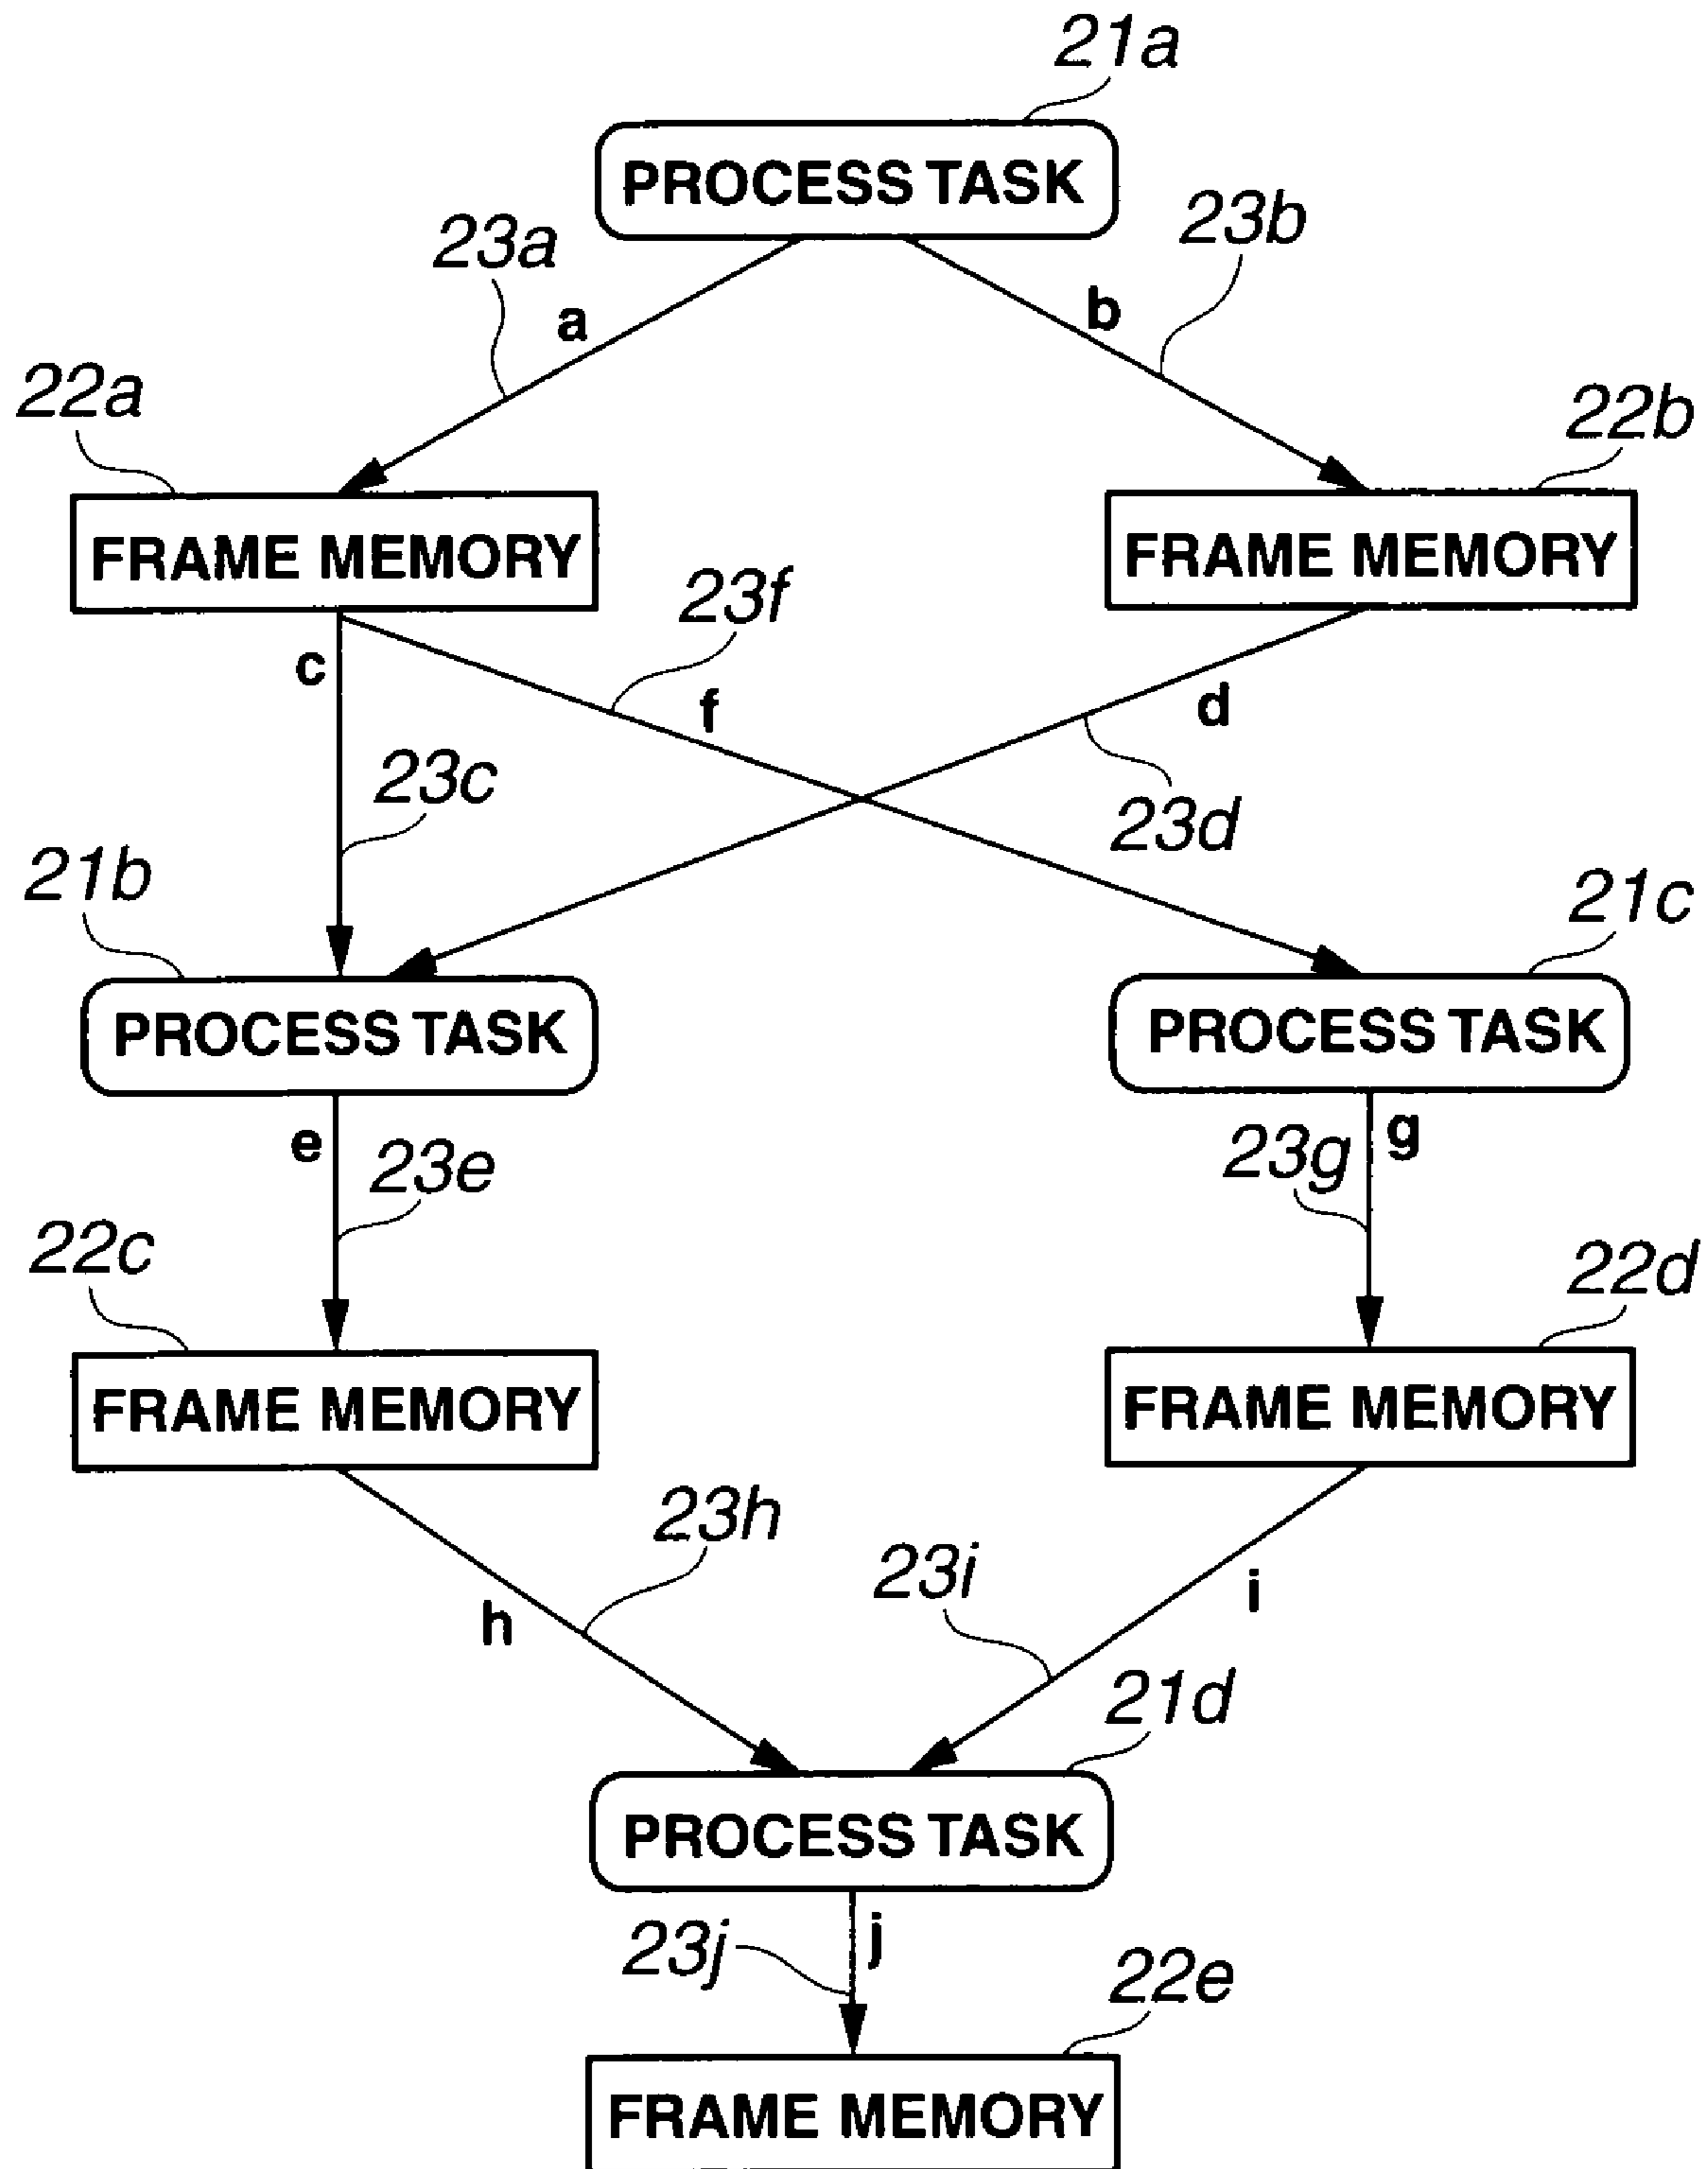 21a
PROCESS TASK
23a
23b
a
b
22a
22b
FRAME MEMORY
FRAME MEMORY
23f
c
f
d
23c
23d
21b
21c
PROCESS TASK
PROCESS TASK
e
23e
23g
g
22c
22d
FRAME MEMORY
FRAME MEMORY
23h
23i
h
i
21d
PROCESS TASK
23j
j
22e
FRAME MEMORY